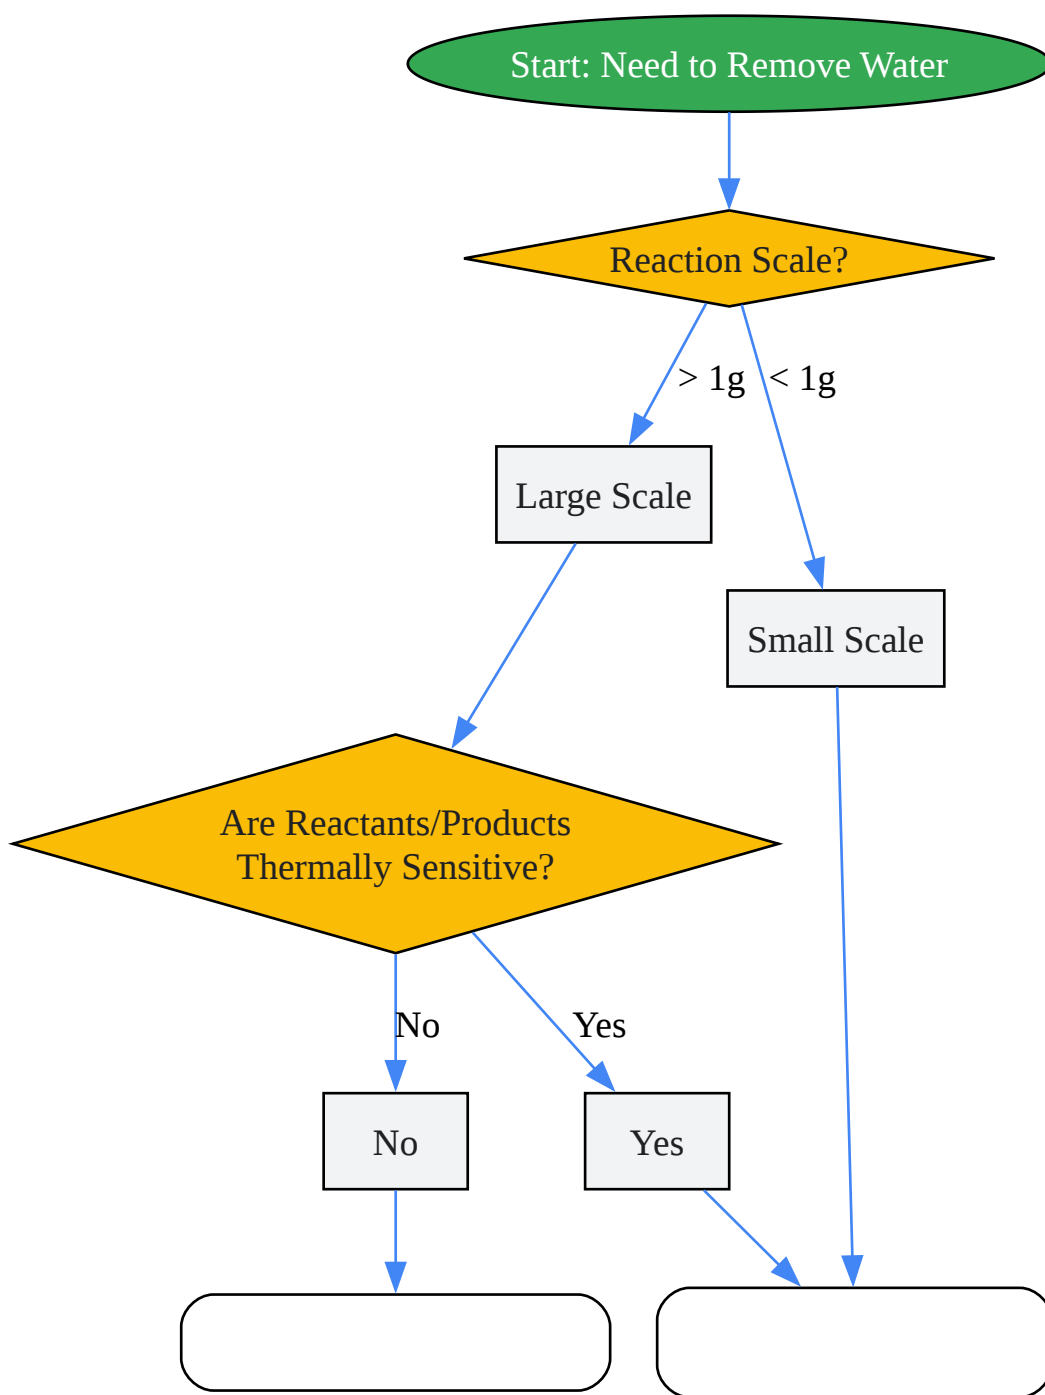 Start: Need to Remove Water
Reaction Scale?
> 1g
< 1g
Large Scale
Small Scale
Are Reactants/Products
Thermally Sensitive?
No
Yes
No
Yes